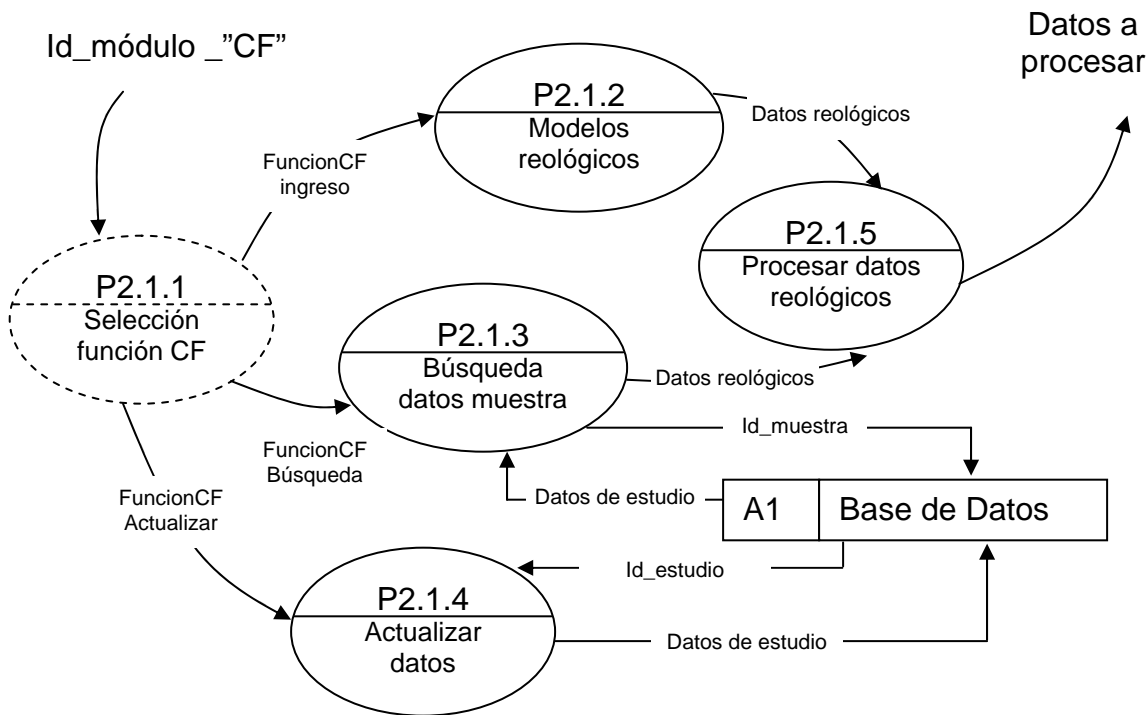 Id_módulo _”CF”
Datos a
procesar
P2.1.2
Modelos
reológicos
Datos reológicos
FuncionCF
ingreso
P2.1.5
Procesar datos
reológicos
P2.1.1
Selección
función CF
P2.1.3
Búsqueda
datos muestra
Datos reológicos
Id_muestra
FuncionCF
Búsqueda
FuncionCF
Actualizar
Datos de estudio
A1
Base de Datos
Id_estudio
P2.1.4
Actualizar
datos
Datos de estudio